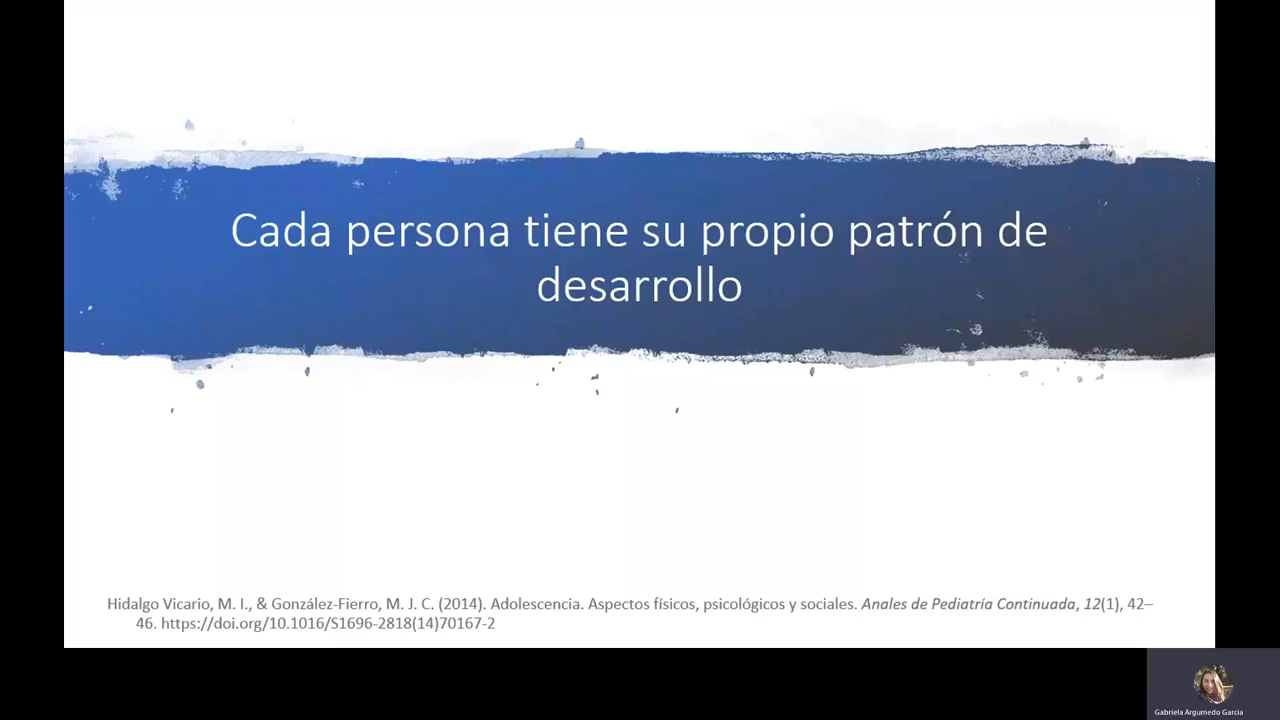 Cada persona tiene su propio patrón de
desarrollo
Hidalgo Vicario, M. I., & González-Fierro, M. J. C. (2014). Adolescencia. Aspectos físicos, psicológicos y sociales. Anales de Pediatría Continuada, 12(1), 42–
46. https://doi.org/10.1016/S1696-2818(14)70167-2
Gabriela Argumedo Garcia